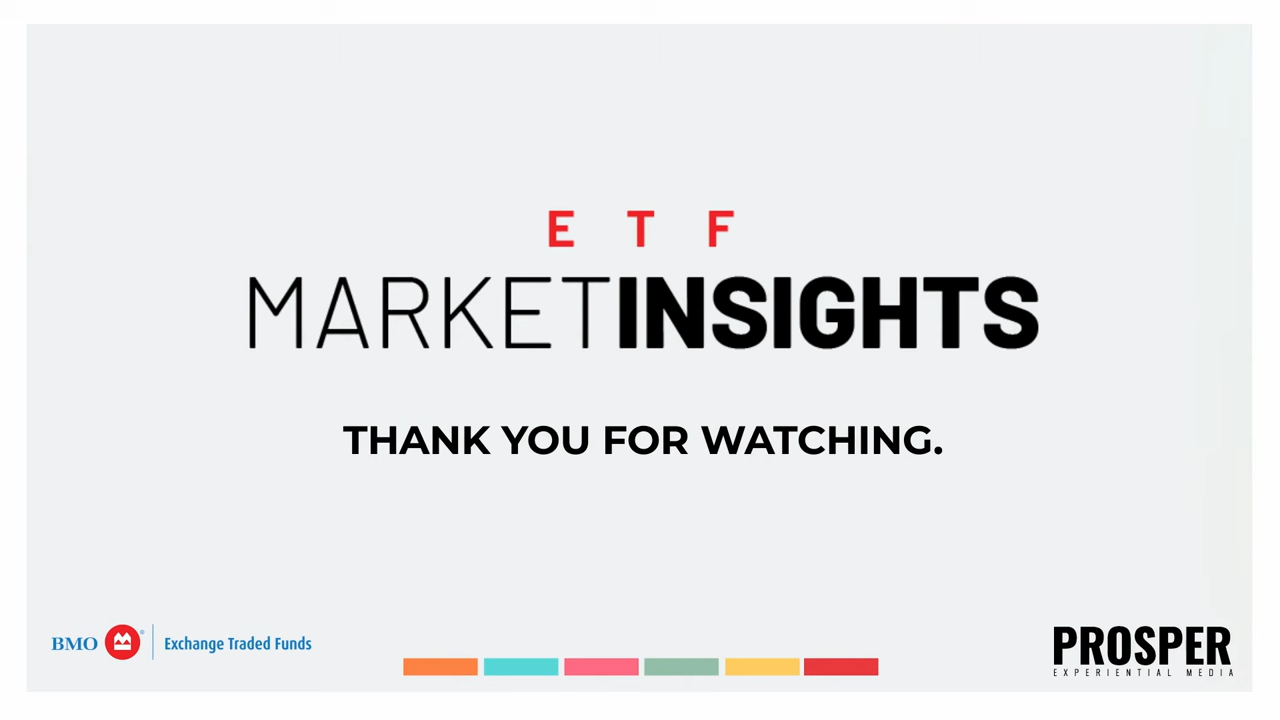 E T F
MARKETINSIGHTS
THANK YOU FOR WATCHING.
BMO ® Exchange Traded Funds
PROSPER
EXPERIENTIAL MEDIA